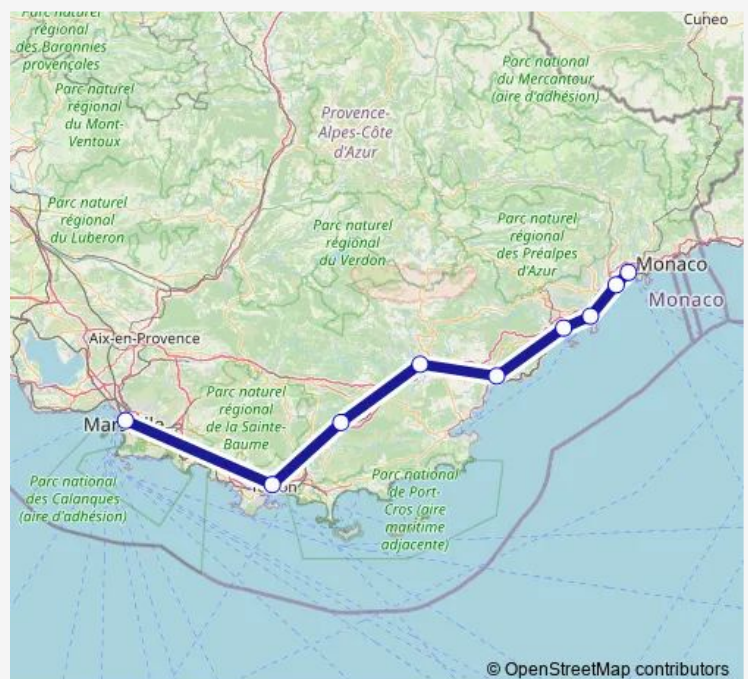 Parc naturel
régional
des Baronnies
provençales
Cuneo
Parc national
du Mercantour
(aire d'adhésion)
Parc naturel
régional
du Mont-
Ventoux
Provence-
Alpes-Côte
d'Azur
Parc naturel
régional
du Luberon
Parc naturel
régional
du Verdon
Parc naturel
régional
des Préalpes
d'Azur
Monaco
Monaco
Aix-en-Provence
Parc naturel
régional
de la Sainte-
Baume
Parc national
des Calanques
(aire d'adhésion)
Parc national
de Port-
Cros (aire
maritime
adjacente)
© OpenStreetMap contributors